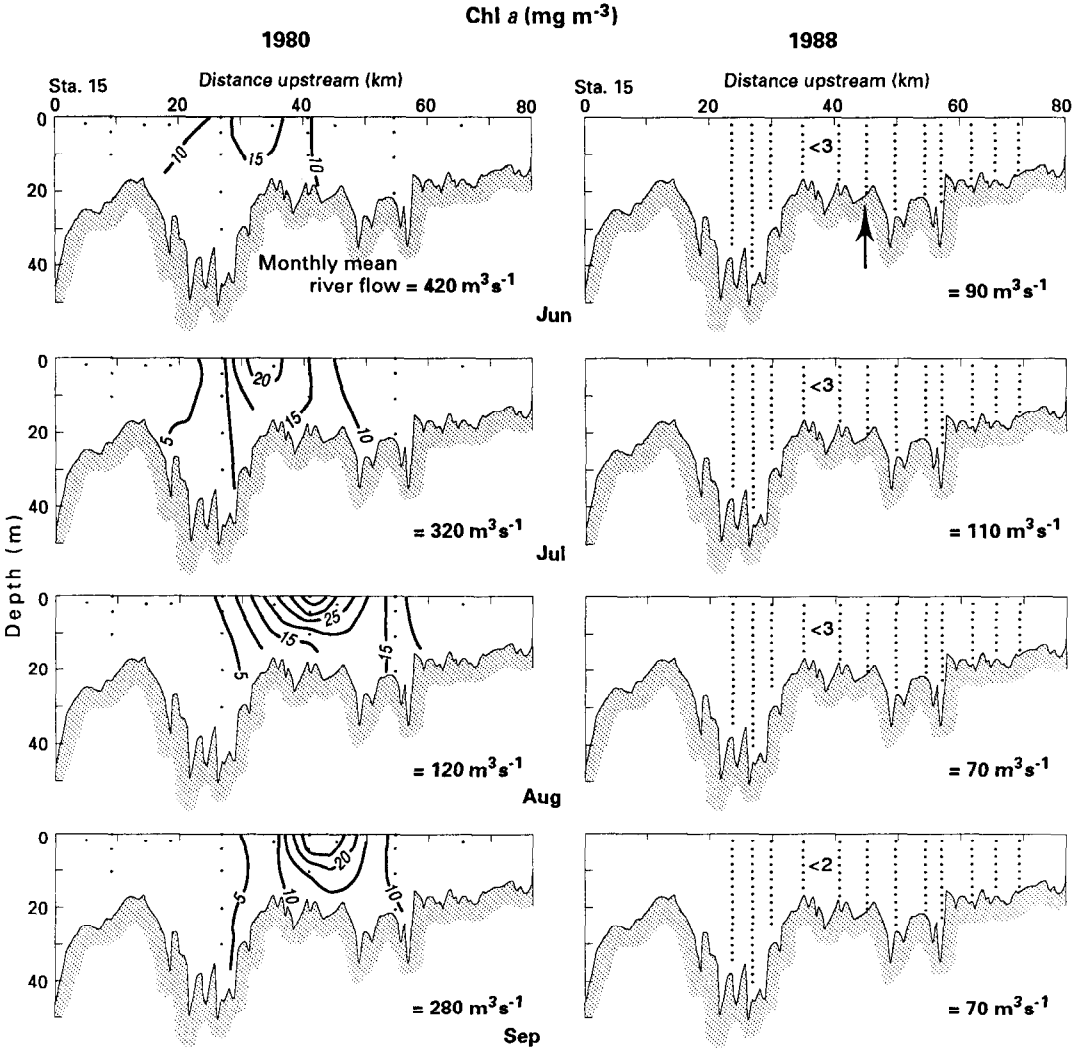 Chl a (mg m-3)
1980
1988
Sta. 15 Distance upstream (km)
0 20 40 60 80
Sta. 15 Distance upstream (km)
0 20 40 60 80
Depth (m)
0
20
40
10
15
10
Monthly mean
river flow = 420 m3s-1
<3
= 90 m3s-1
Jun
0
20
40
5
20
15
10
= 320 m3s-1
<3
= 110 m3s-1
Jul
0
20
40
5
15
25
15
= 120 m3s-1
<3
= 70 m3s-1
Aug
0
20
40
5
10
20
10
= 280 m3s-1
<2
= 70 m3s-1
Sep